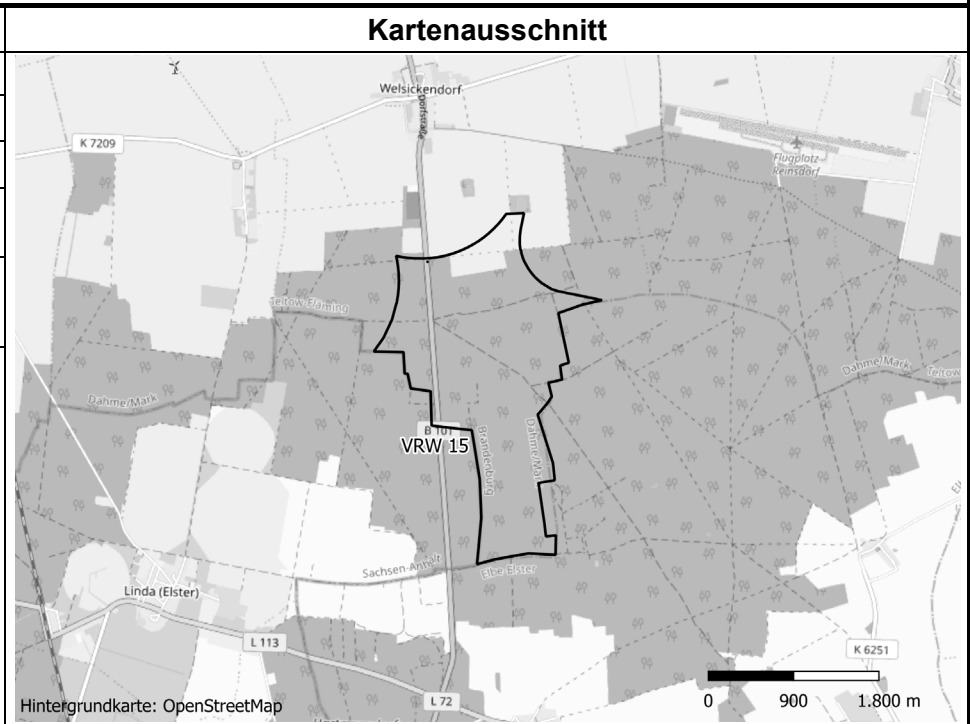 Kartenausschnitt
Welsickendorf
Dorfstraße
K 7209
Flugplatz
Reinsdorf
Teltow-Fläming
Dahme/Mark
Dahme/Mark
Teltow
B 101
VRW 15
Brandenburg
Dahme/Mar
Sachsen-Anhalt
Elbe-Elster
Linda (Elster)
L 113
K 6251
L 72
0 900 1.800 m
Hintergrundkarte: OpenStreetMap